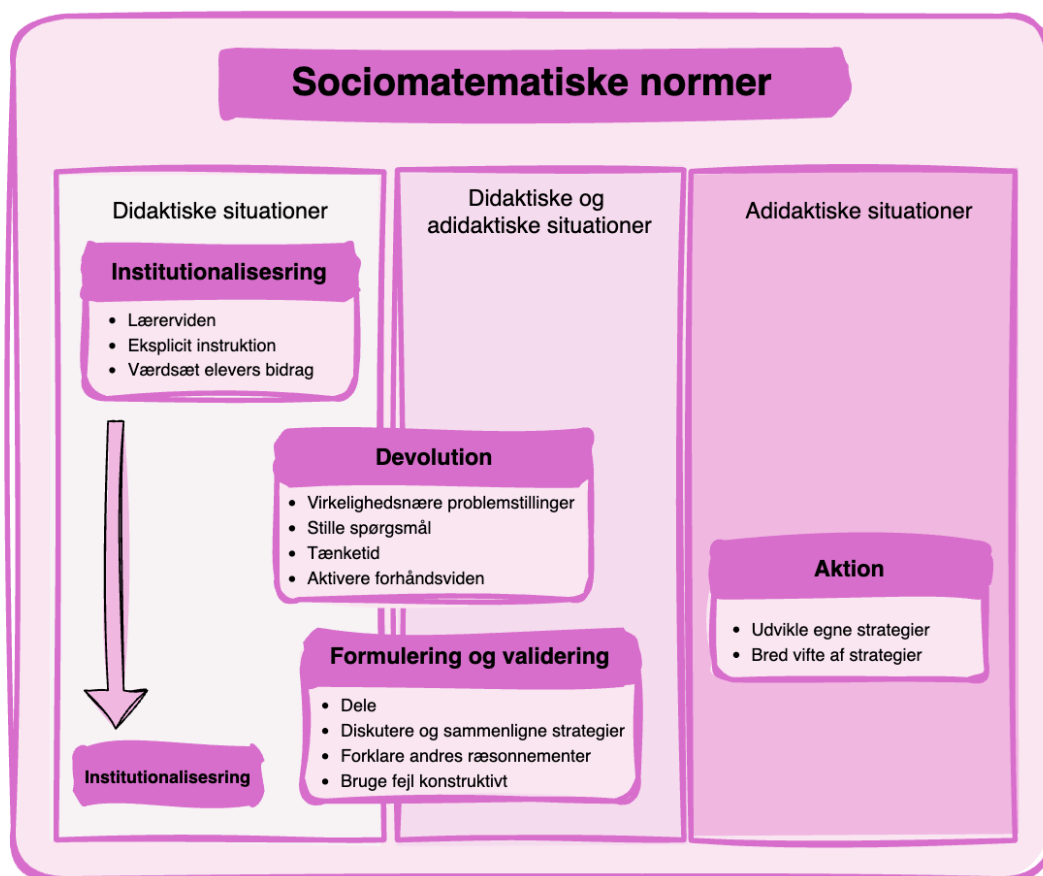 Sociomatematiske normer
Didaktiske situationer
Institutionalisesring
• Lærerviden
• Eksplicit instruktion
• Værdsæt elevers bidrag
Institutionalisesring
Didaktiske og
adidaktiske situationer
Devolution
• Virkelighedsnære problemstillinger
• Stille spørgsmål
• Tænketid
• Aktivere forhåndsviden
Formulering og validering
• Dele
• Diskutere og sammenligne strategier
• Forklare andres ræsonnementer
• Bruge fejl konstruktivt
Adidaktiske situationer
Aktion
• Udvikle egne strategier
• Bred vifte af strategier